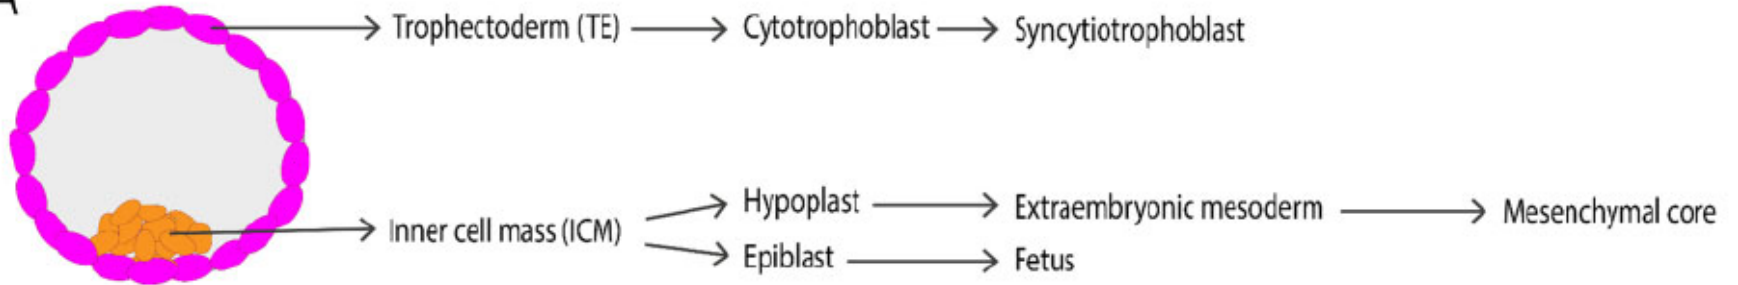 A
Trophectoderm (TE) Cytotrophoblast Syncytiotrophoblast
Hypoplast Extraembryonic mesoderm Mesenchymal core
Inner cell mass (ICM)
Epiblast Fetus